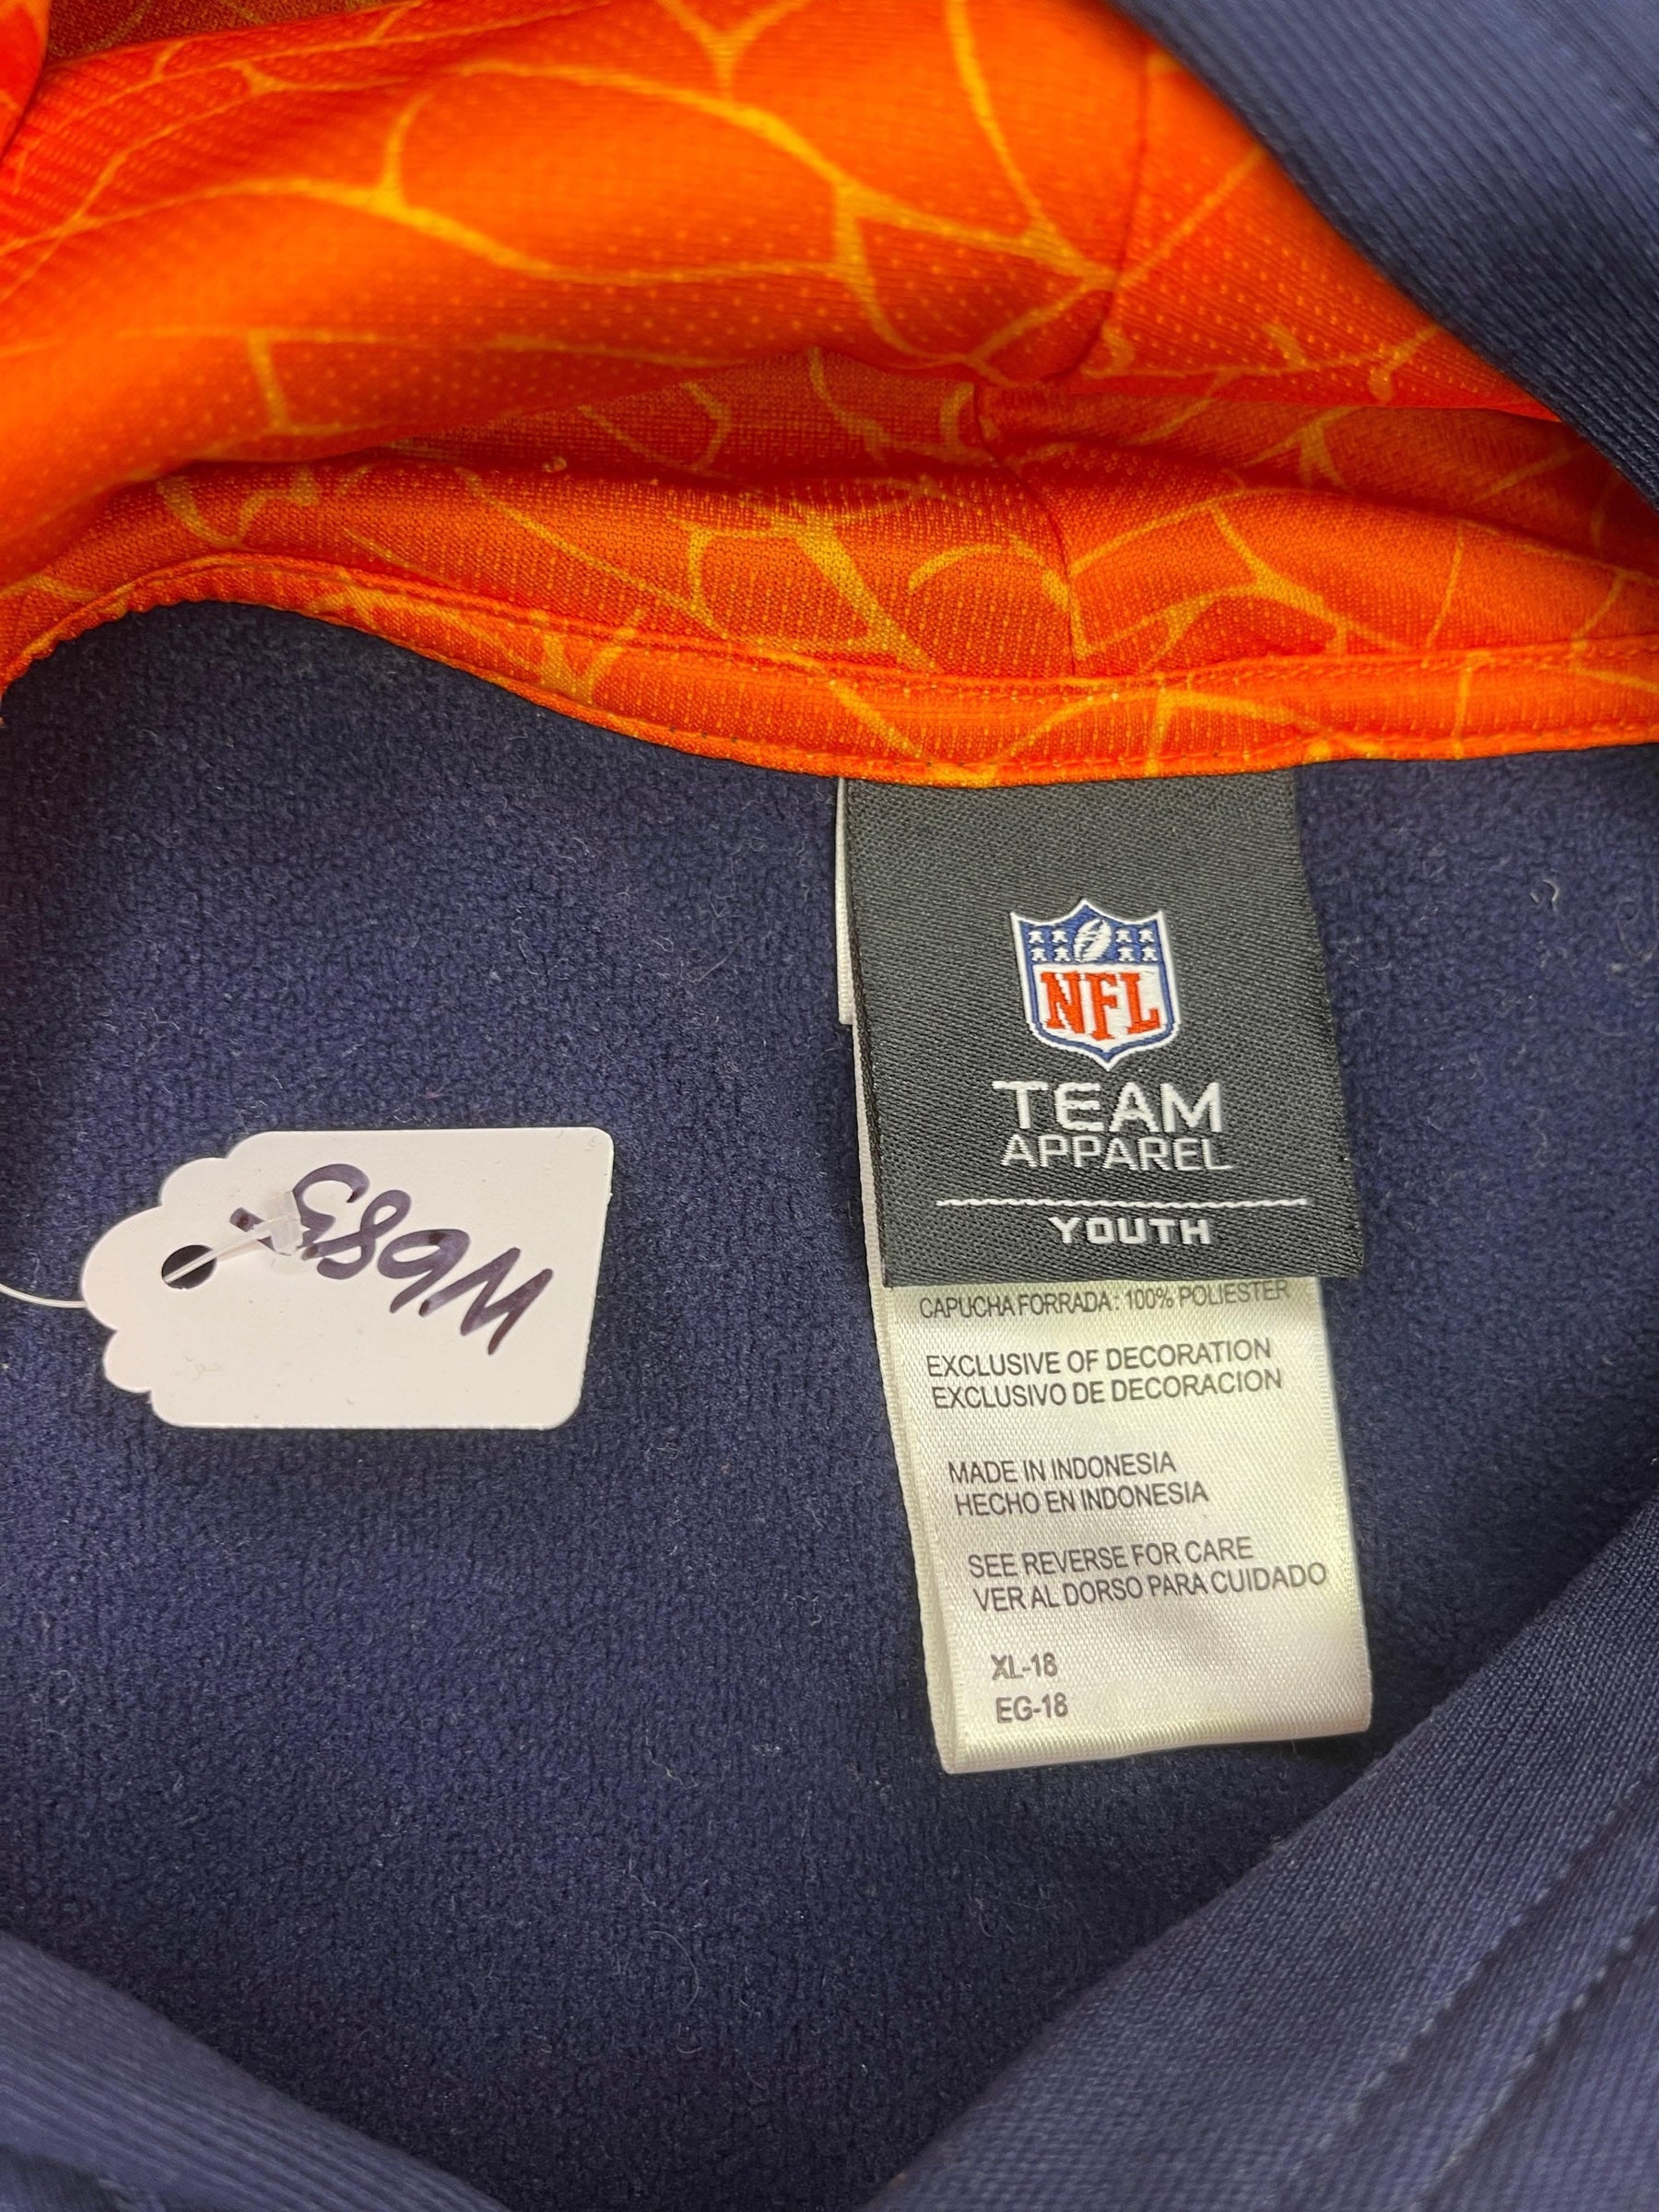 NFL
TEAM
APPAREL
YOUTH
CAPUCHA FORRADA: 100% POLIESTER
EXCLUSIVE OF DECORATION
EXCLUSIVO DE DECORACION
MADE IN INDONESIA
HECHO EN INDONESIA
SEE REVERSE FOR CARE
VER AL DORSO PARA CUIDADO
XL-18
EG-18
W683